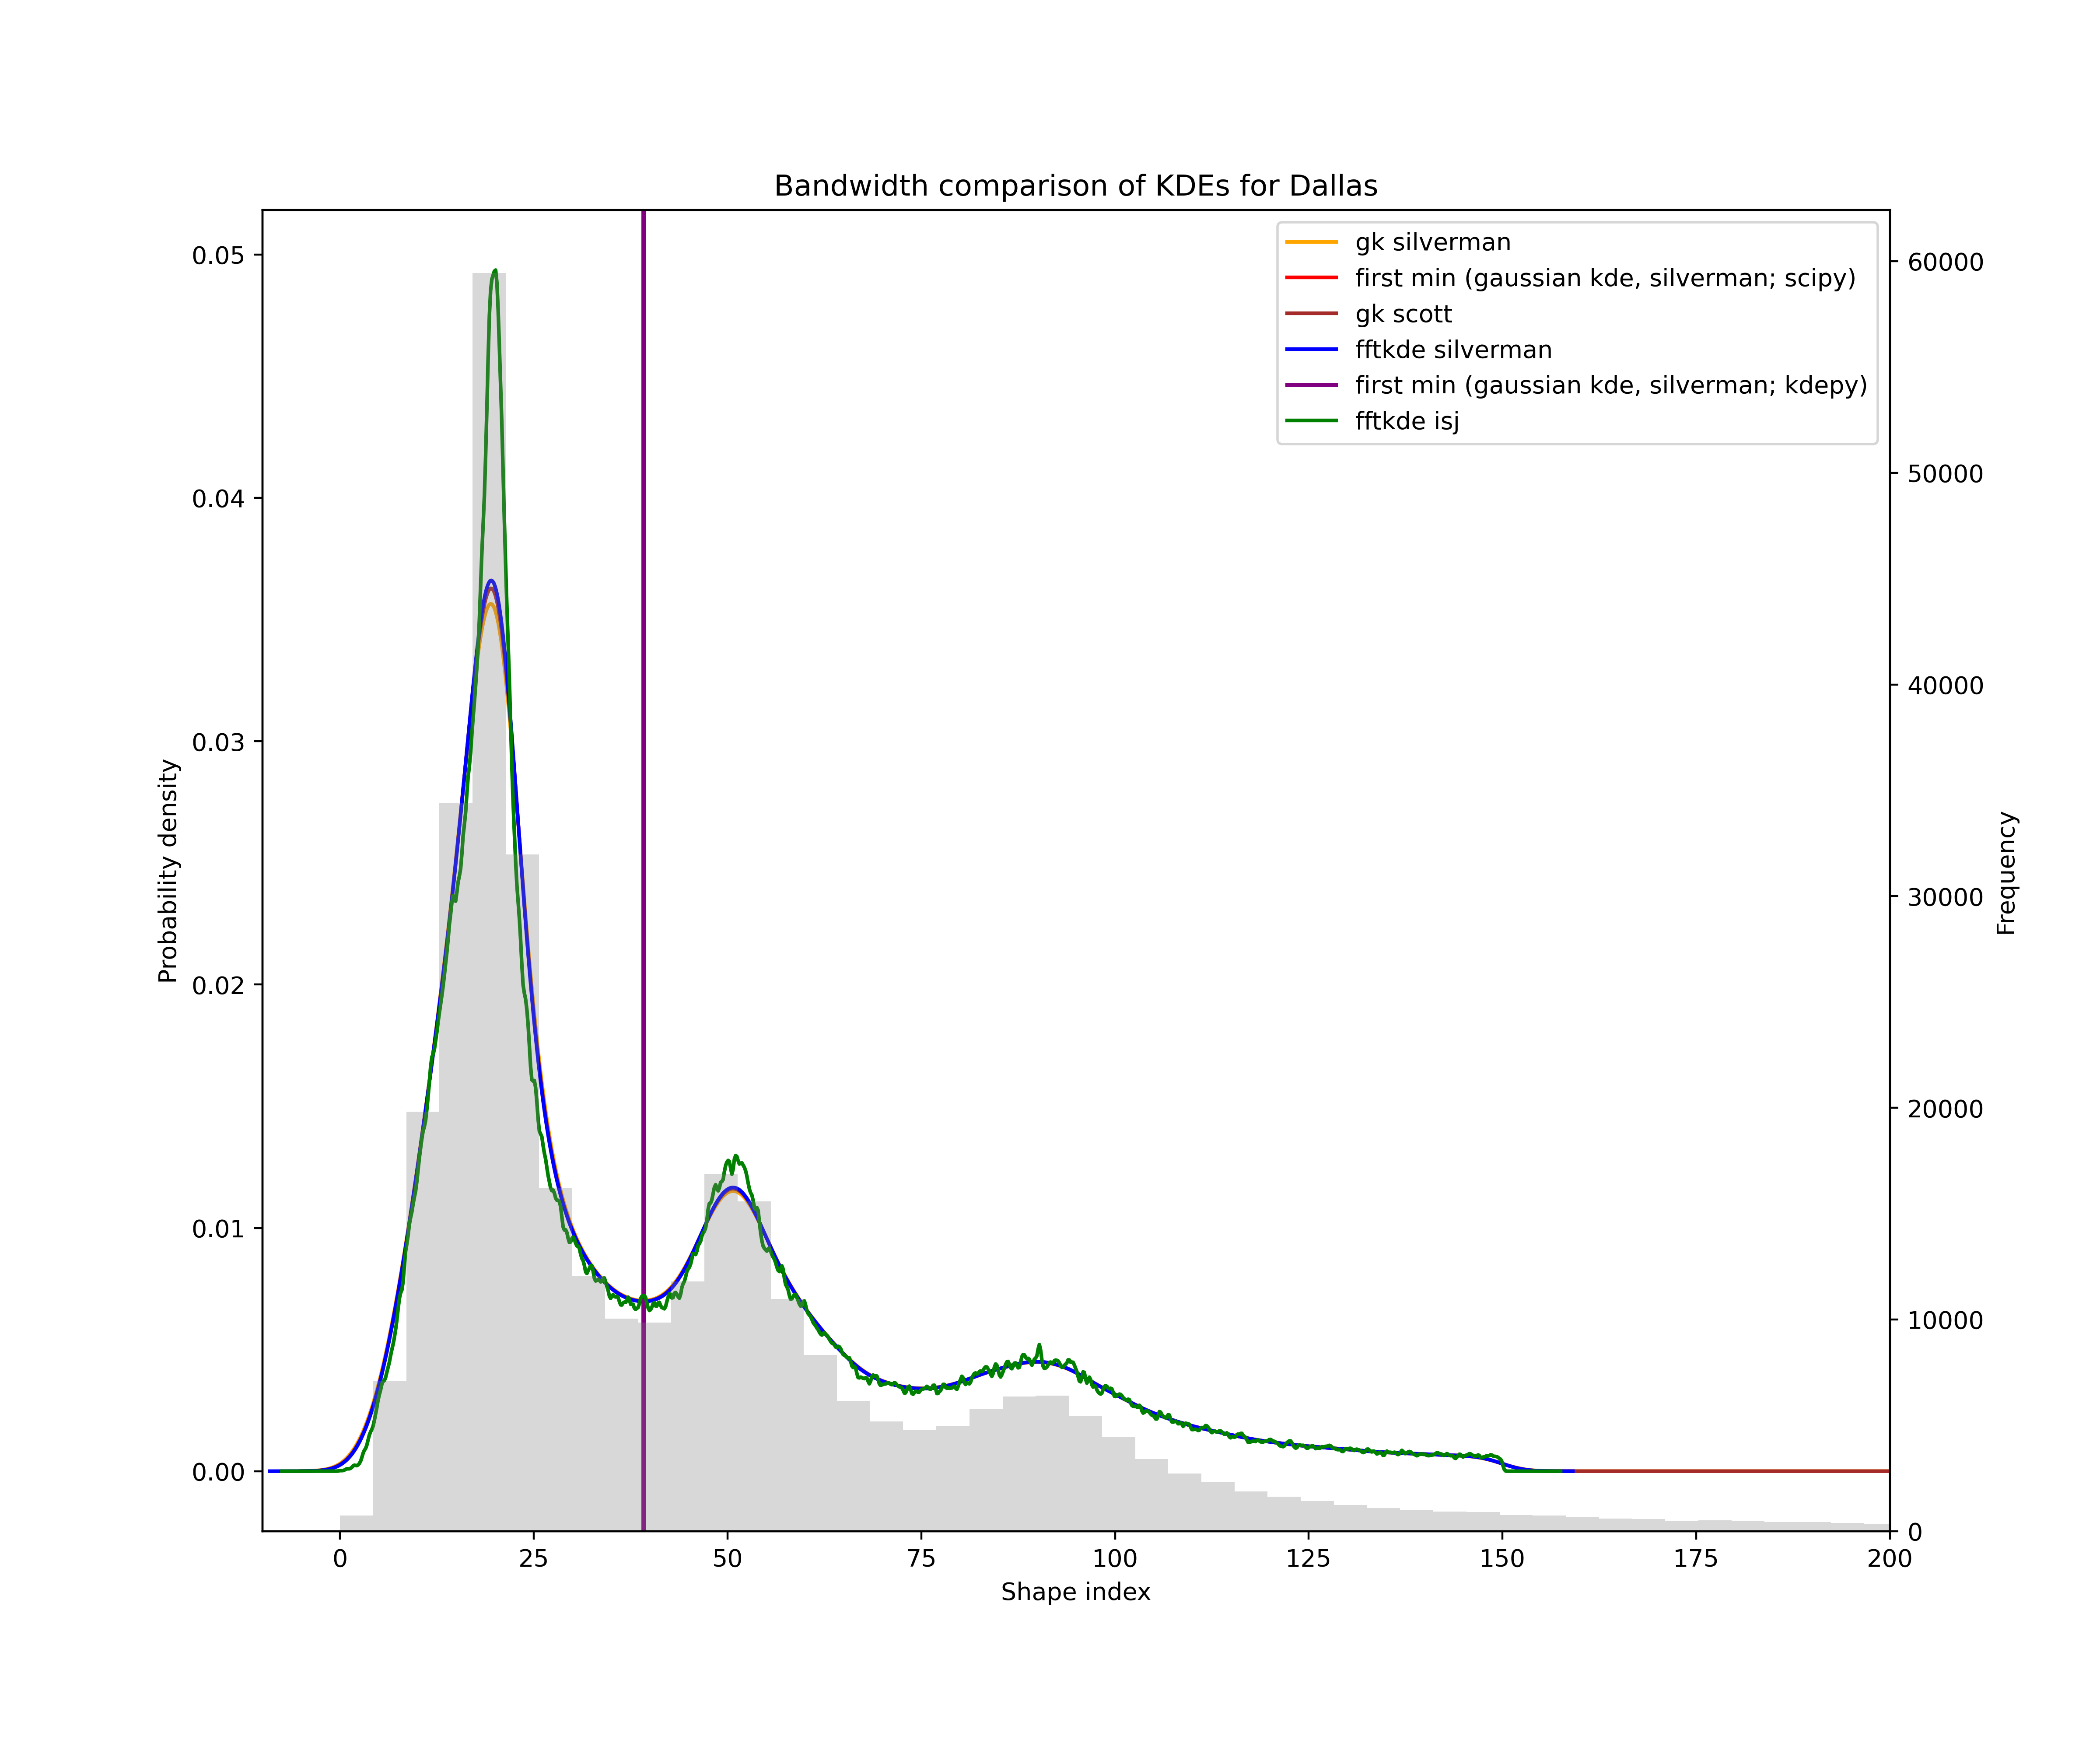 Bandwidth comparison of KDEs for Dallas
gk silverman
first min (gaussian kde, silverman; scipy)
gk scott
fftkde silverman
first min (gaussian kde, silverman; kdepy)
fftkde isj
Probability density
0.05
0.04
0.03
0.02
0.01
0.00
60000
50000
40000
30000
20000
10000
0
Frequency
0 25 50 75 100 125 150 175 200
Shape index